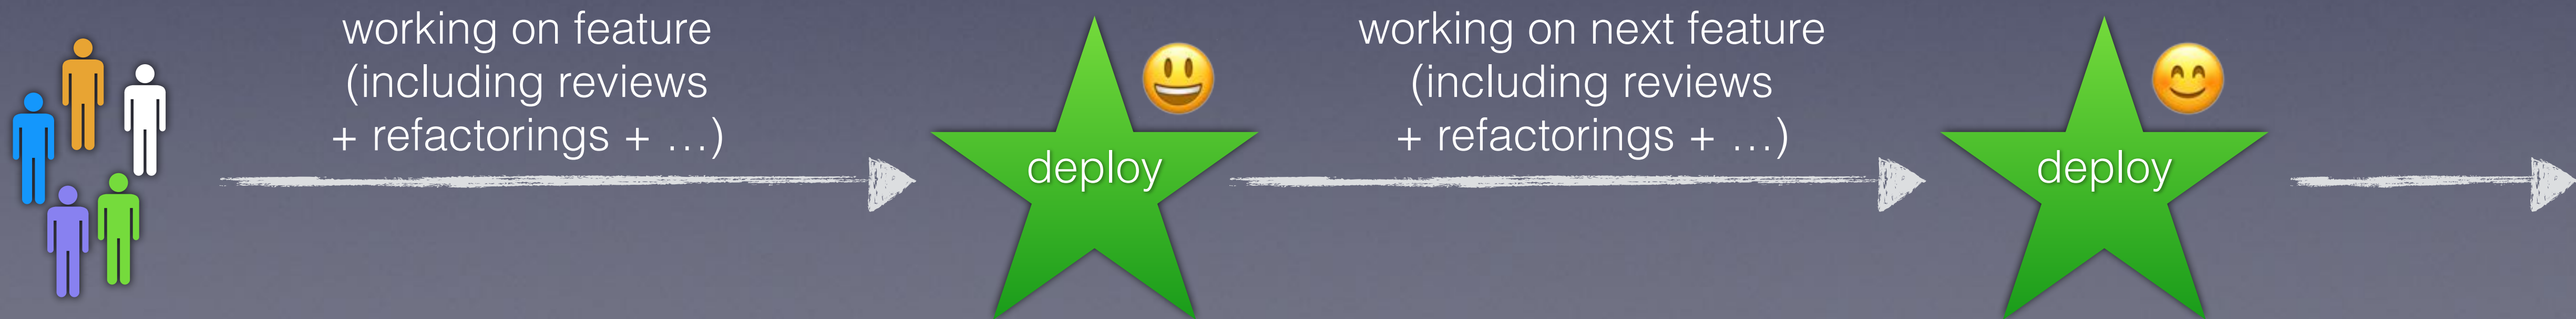 working on feature
(including reviews
+ refactorings + …)
deploy
working on next feature
(including reviews
+ refactorings + …)
deploy